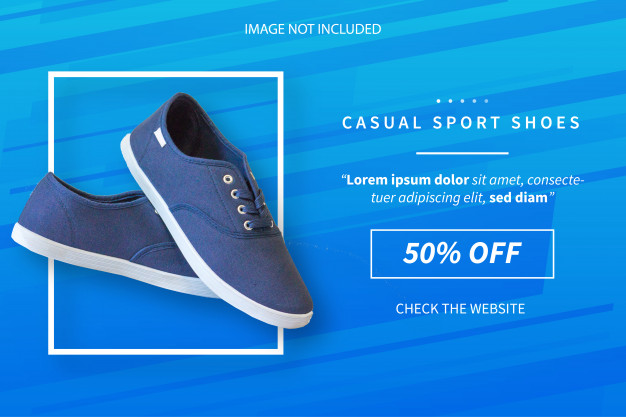 IMAGE NOT INCLUDED
CASUAL SPORT SHOES
“Lorem ipsum dolor sit amet, consecte-
tuer adipiscing elit, sed diam”
50% OFF
CHECK THE WEBSITE